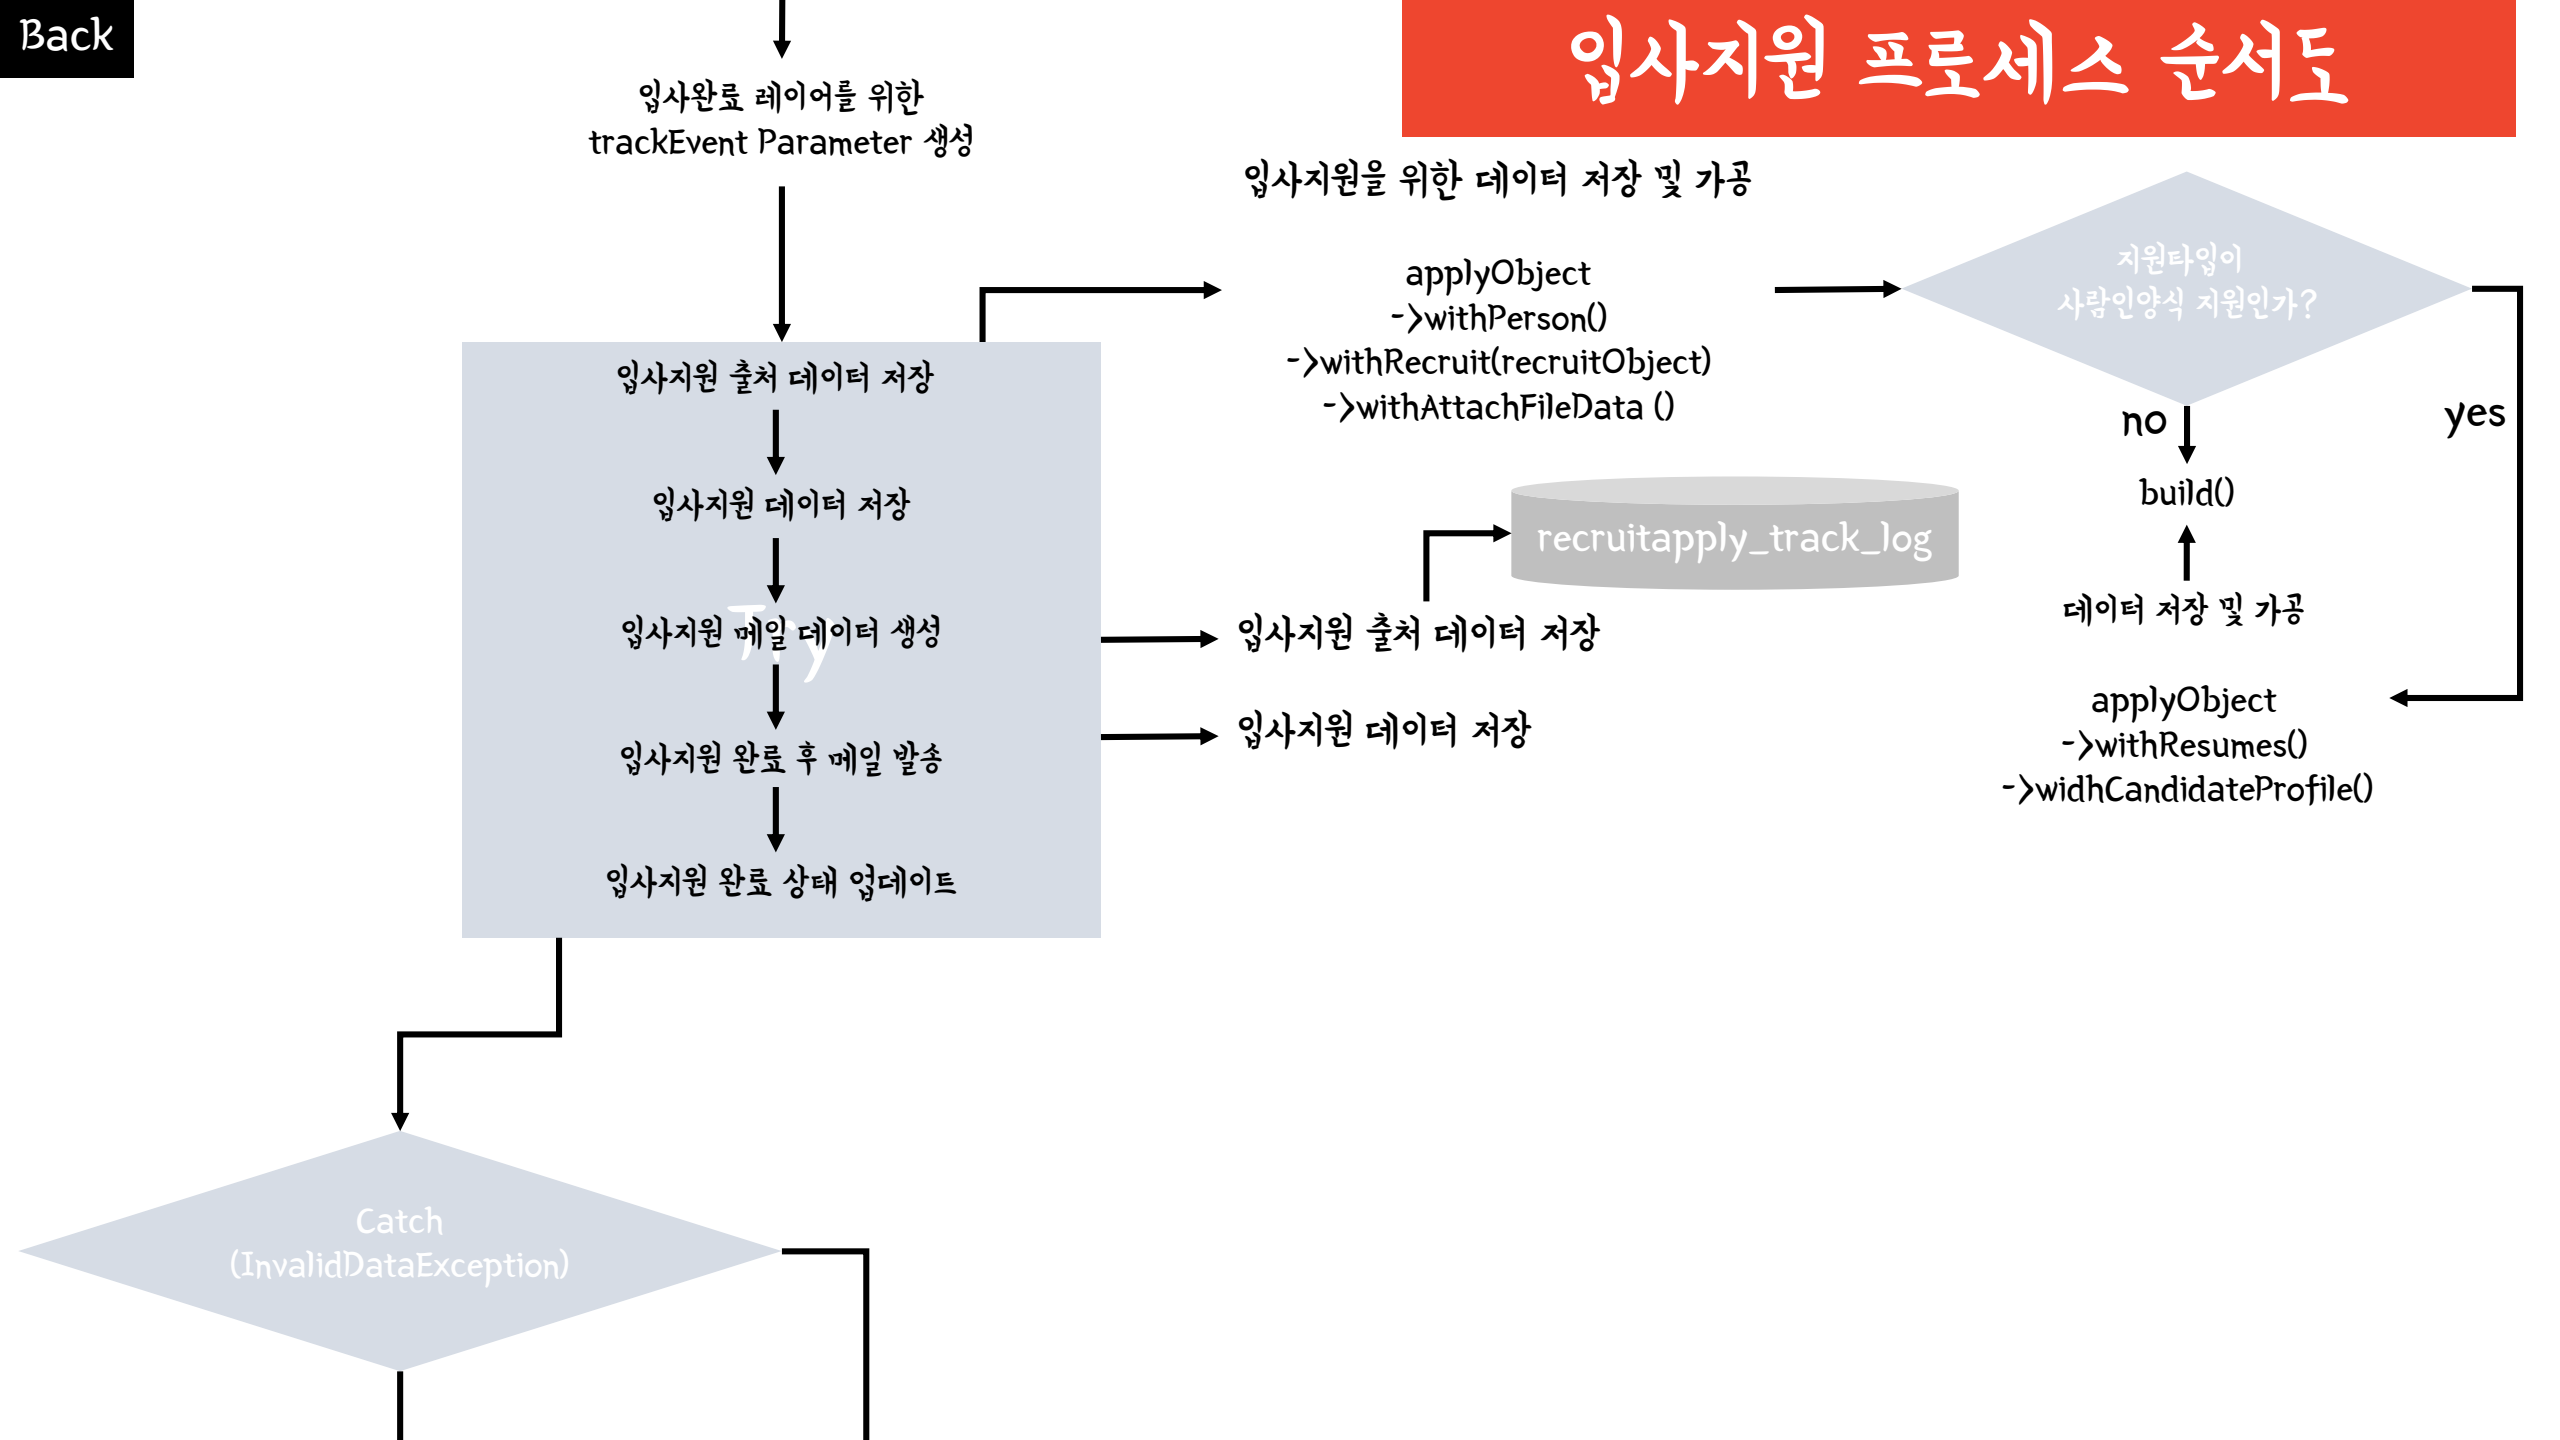 Back
입사지원 프로세스 순서도
입사완료 레이어를 위한
trackEvent Parameter 생성
입사지원 출처 데이터 저장
입사지원 데이터 저장
Try
입사지원 메일 데이터 생성
입사지원 완료 후 메일 발송
입사지원 완료 상태 업데이트
입사지원을 위한 데이터 저장 및 가공
applyObject
->withPerson()
->withRecruit(recruitObject)
->withAttachFileData ()
지원타입이
사람인양식 지원인가?
no
yes
build()
데이터 저장 및 가공
applyObject
->withResumes()
->widhCandidateProfile()
recruitapply_track_log
입사지원 출처 데이터 저장
입사지원 데이터 저장
Catch
(InvalidDataException)